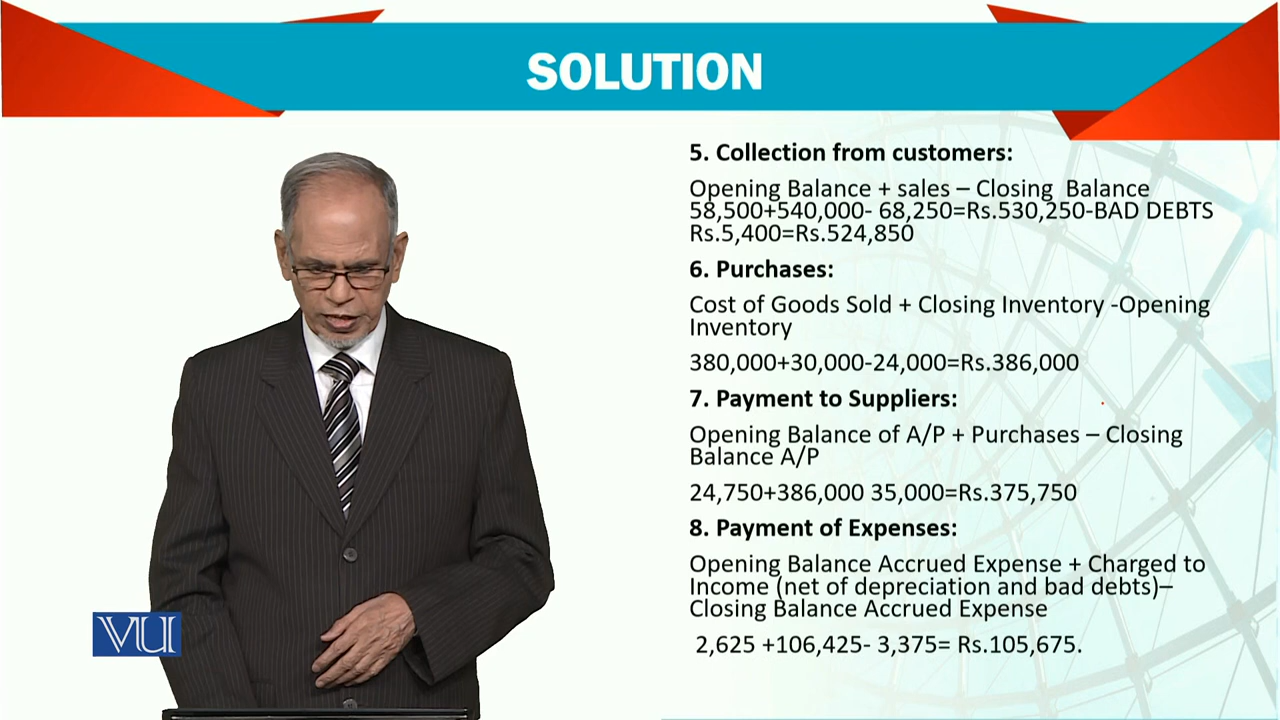 SOLUTION
5. Collection from customers:
Opening Balance + sales – Closing Balance
58,500+540,000- 68,250=Rs.530,250-BAD DEBTS
Rs.5,400=Rs.524,850
6. Purchases:
Cost of Goods Sold + Closing Inventory -Opening
Inventory
380,000+30,000-24,000=Rs.386,000
7. Payment to Suppliers:
Opening Balance of A/P + Purchases – Closing
Balance A/P
24,750+386,000 35,000=Rs.375,750
8. Payment of Expenses:
Opening Balance Accrued Expense + Charged to
Income (net of depreciation and bad debts)–
Closing Balance Accrued Expense
2,625 +106,425- 3,375= Rs.105,675.
VU